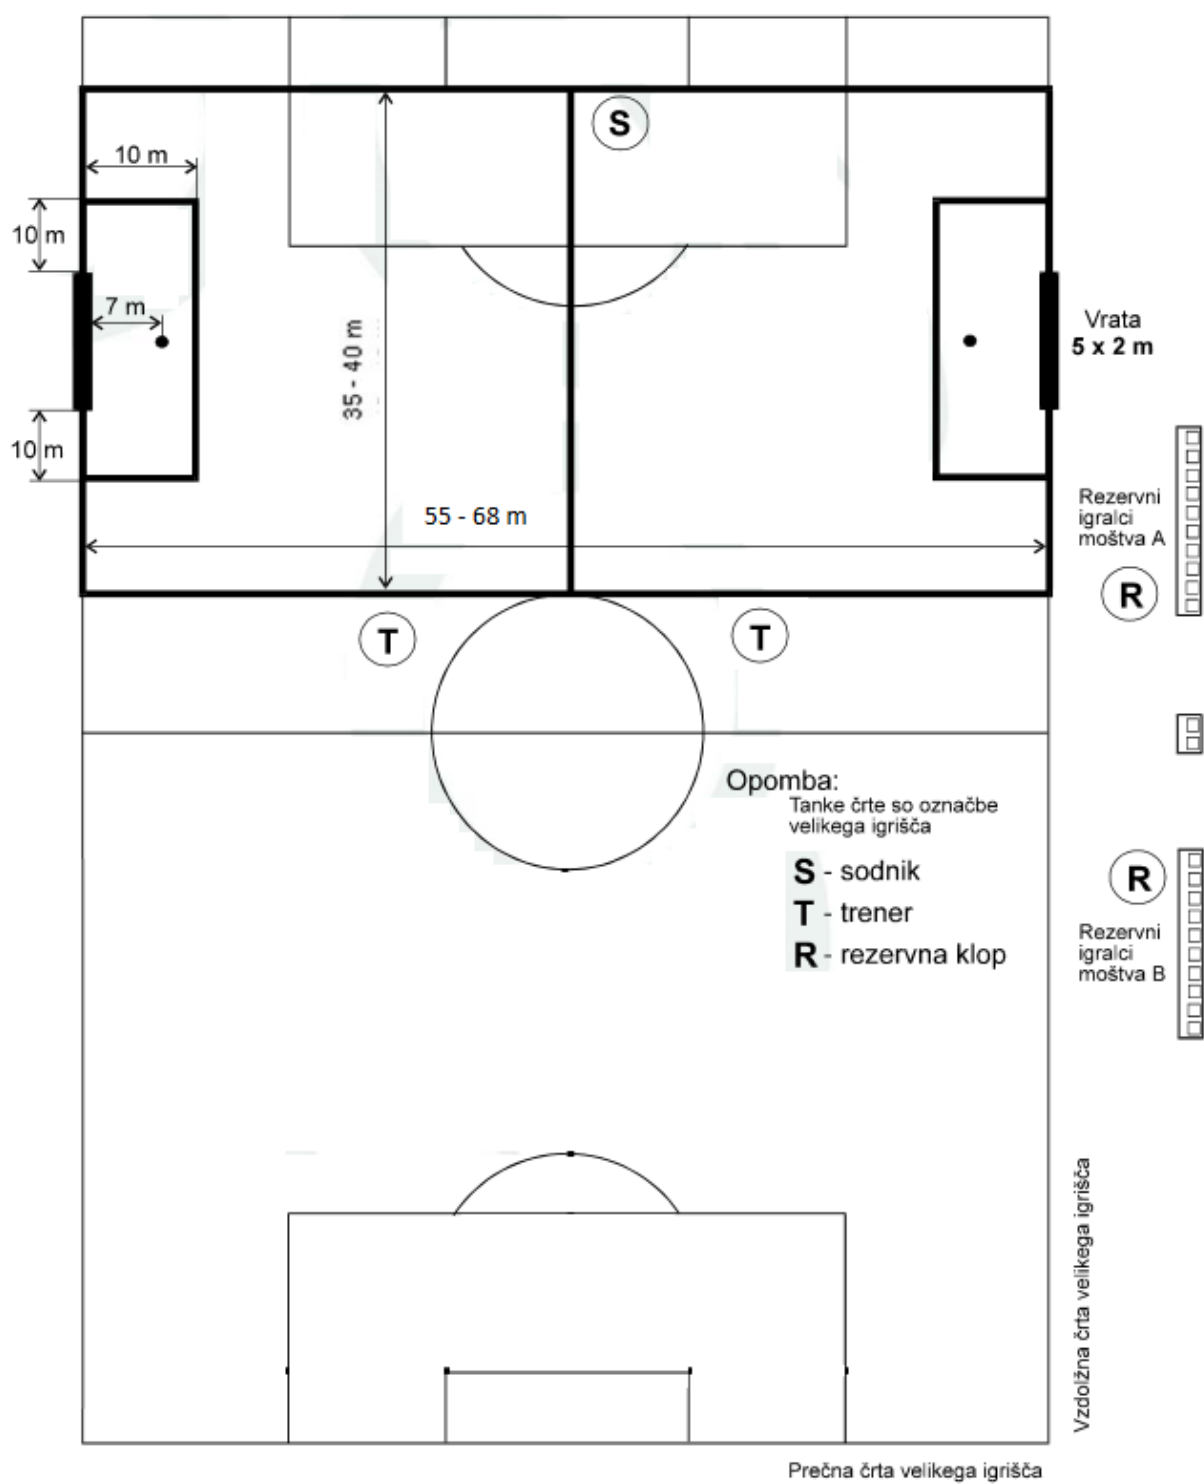 S
10 m
10 m
7 m
35 - 40 m
Vrata
5 x 2 m
10 m
55 - 68 m
Rezervni
igralci
moštva A
R
T
T
Opomba:
Tanke črte so označbe
velikega igrišča
S - sodnik
T - trener
R - rezervna klop
R
Rezervni
igralci
moštva B
Vzdolžna črta velikega igrišča
Prečna črta velikega igrišča